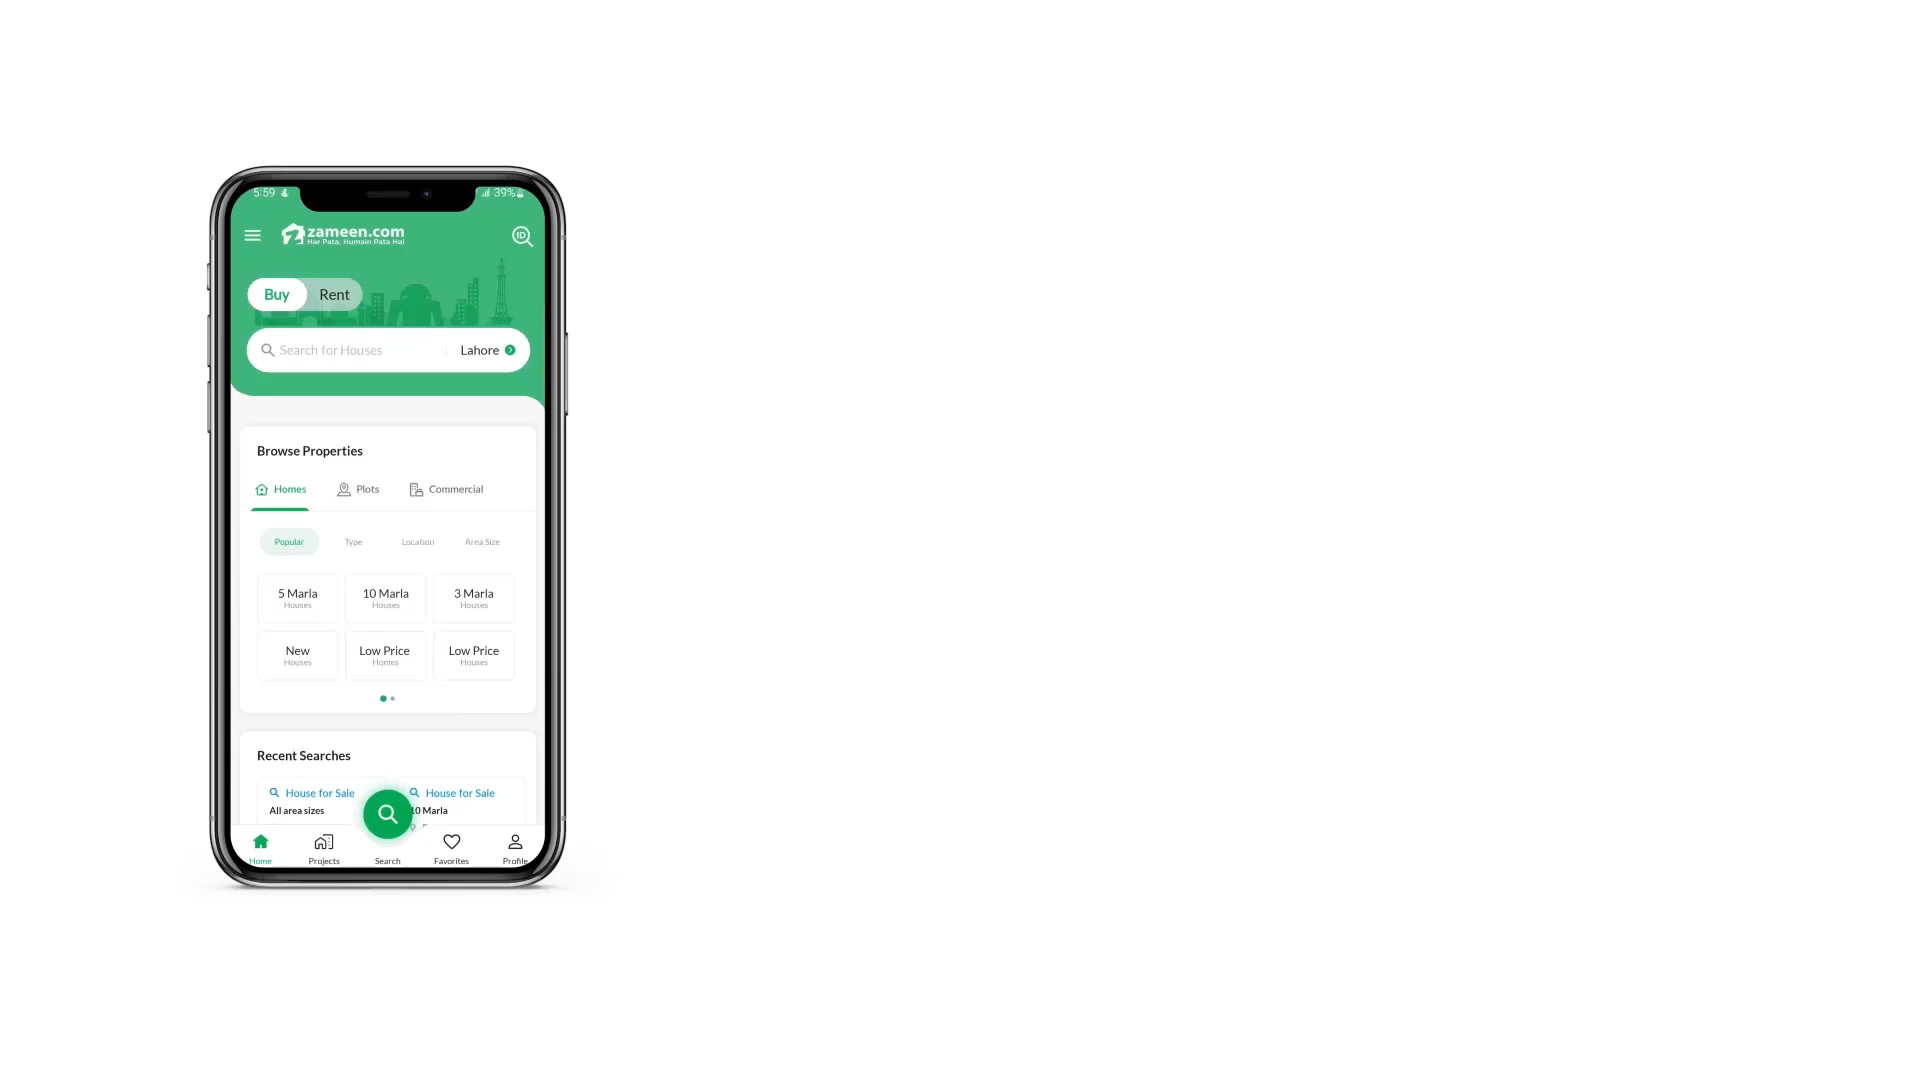 5:59 39%
zameen.com
Har Pata, Humain Pata Hai
ID
Buy Rent
Search for Houses Lahore
Browse Properties
Homes Plots Commercial
Popular Type Location Area Size
5 Marla 10 Marla 3 Marla
Houses Houses Houses
New Low Price Low Price
Houses Homes Houses
Recent Searches
House for Sale House for Sale
All area sizes 10 Marla
Home Projects Search Favorites Profile